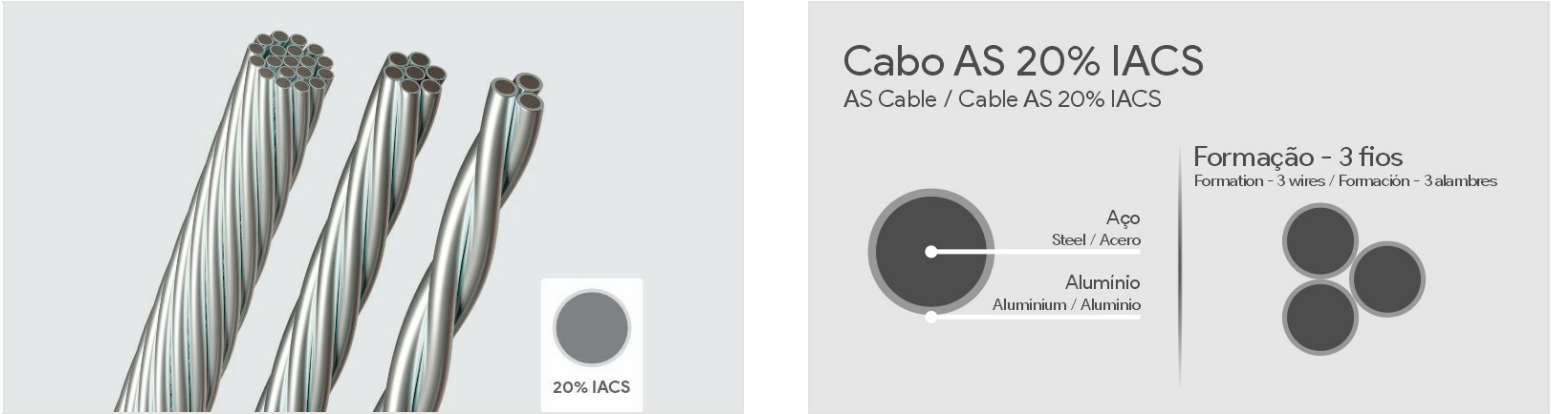 20% IACS
Cabo AS 20% IACS
AS Cable / Cable AS 20% IACS
Formação - 3 fios
Formation - 3 wires / Formación - 3 alambres
Aço
Steel / Acero
Alumínio
Aluminium / Aluminio